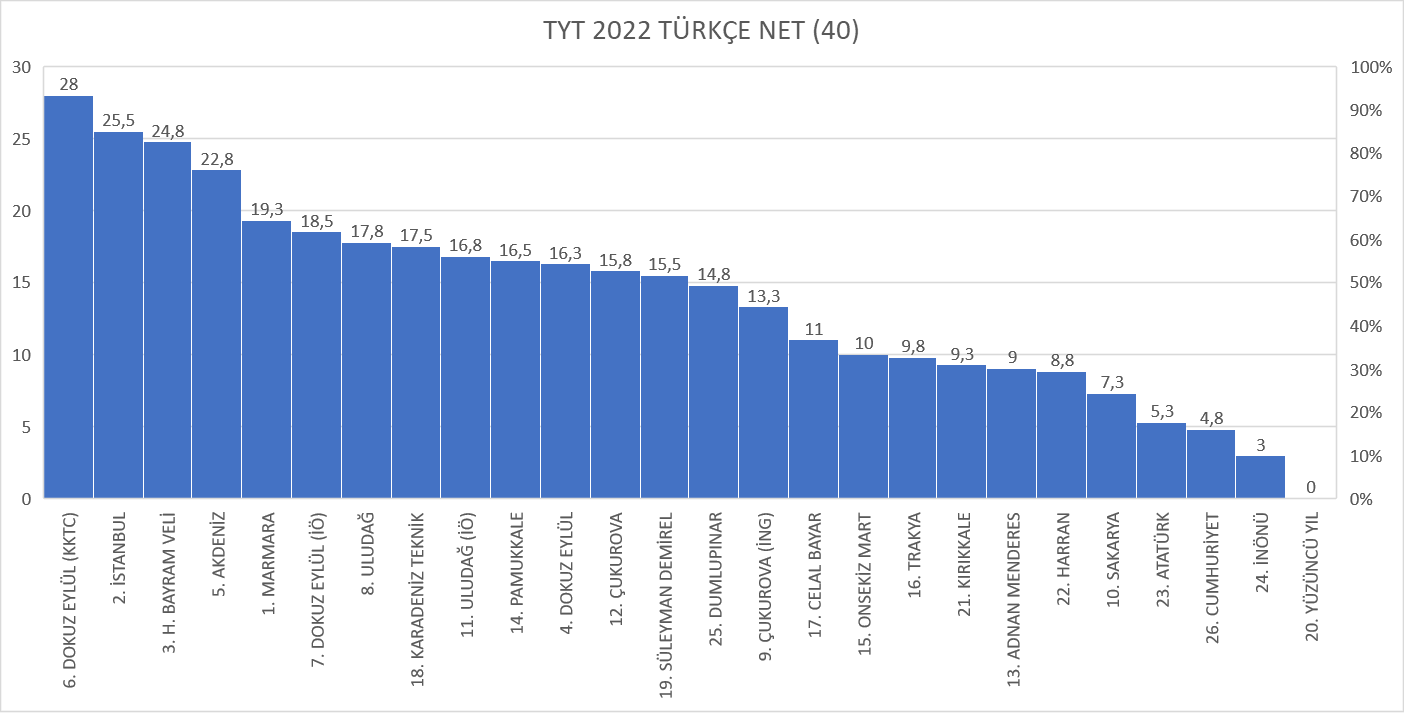 TYT 2022 TÜRKÇE NET (40)
30
25
20
15
10
5
0
100%
90%
80%
70%
60%
50%
40%
30%
20%
10%
0%
28
25,5
24,8
22,8
19,3
18,5
17,8
17,5
16,8
16,5
16,3
15,8
15,5
14,8
13,3
11
10
9,8
9,3
9
8,8
7,3
5,3
4,8
3
0
6. DOKUZ EYLÜL (KKTC)
2. İSTANBUL
3. H. BAYRAM VELİ
5. AKDENİZ
1. MARMARA
7. DOKUZ EYLÜL (İÖ)
8. ULUDAĞ
18. KARADENİZ TEKNİK
11. ULUDAĞ (İÖ)
14. PAMUKKALE
4. DOKUZ EYLÜL
12. ÇUKUROVA
19. SÜLEYMAN DEMİREL
25. DUMLUPINAR
9. ÇUKUROVA (İNG)
17. CELAL BAYAR
15. ONSEKİZ MART
16. TRAKYA
21. KIRIKKALE
13. ADNAN MENDERES
22. HARRAN
10. SAKARYA
23. ATATÜRK
26. CUMHURİYET
24. İNÖNÜ
20. YÜZÜNCÜ YIL